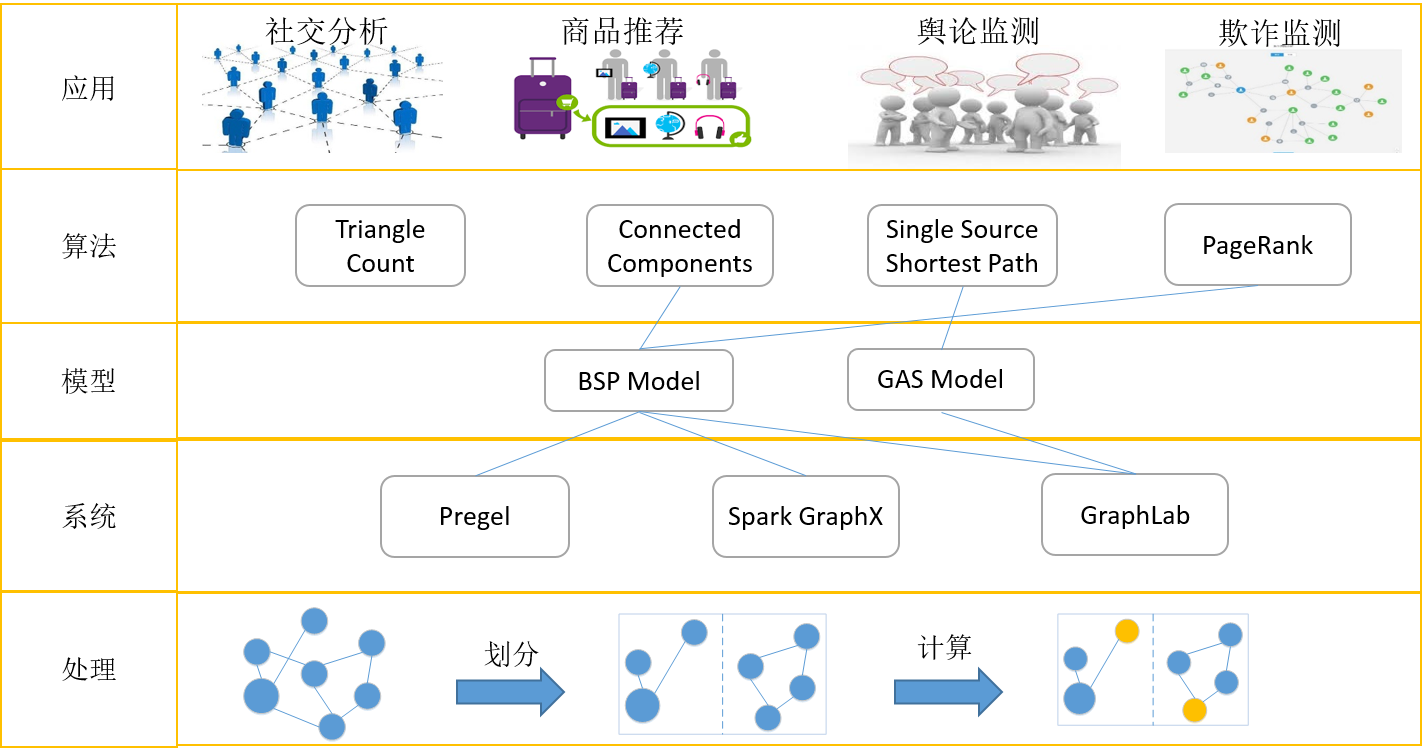 应用
社交分析
商品推荐
舆论监测
欺诈监测
算法
Triangle
Count
Connected
Components
Single Source
Shortest Path
PageRank
模型
BSP Model
GAS Model
系统
Pregel
Spark GraphX
GraphLab
处理
划分
计算